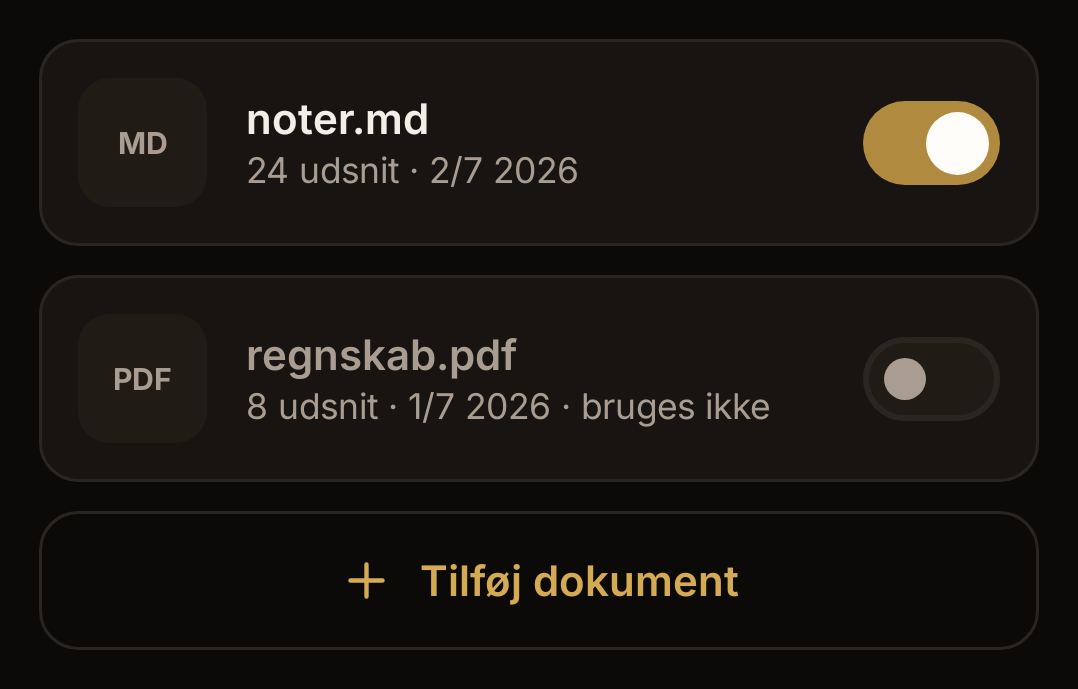 MD
noter.md
24 udsnit · 2/7 2026
PDF
regnskab.pdf
8 udsnit · 1/7 2026 · bruges ikke
+ Tilføj dokument